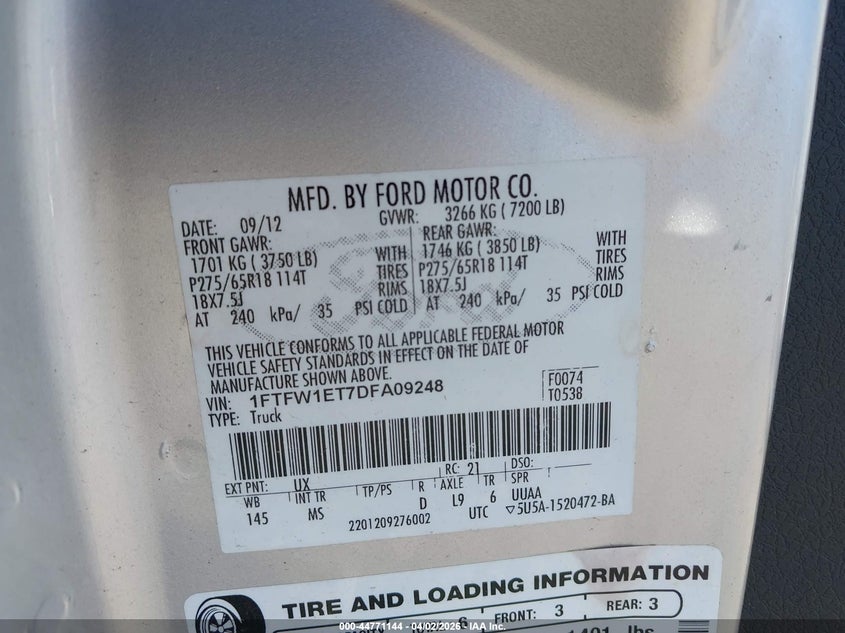 MFD. BY FORD MOTOR CO.
DATE: 09/12 GVWR: 3266 KG ( 7200 LB)
FRONT GAWR: REAR GAWR:
1701 KG ( 3750 LB) WITH 1746 KG ( 3850 LB) WITH
P275/65R18 114T TIRES P275/65R18 114T TIRES
18X7.5J RIMS 18X7.5J RIMS
AT 240 kPa/ 35 PSI COLD AT 240 kPa/ 35 PSI COLD
THIS VEHICLE CONFORMS TO ALL APPLICABLE FEDERAL MOTOR
VEHICLE SAFETY STANDARDS IN EFFECT ON THE DATE OF
MANUFACTURE SHOWN ABOVE.
VIN: 1FTFW1ET7DFA09248 F0074
TYPE: Truck T0538
EXT PNT: UX RC: 21 DSO:
WB INT TR TP/PS R AXLE TR SPR
145 MS D L9 6 UUAA
2201209276002 UTC ▽5U5A-1520472-BA
TIRE AND LOADING INFORMATION
FRONT: 3 REAR: 3
lbs
000-44771144 - 04/02/2026 - IAA Inc.